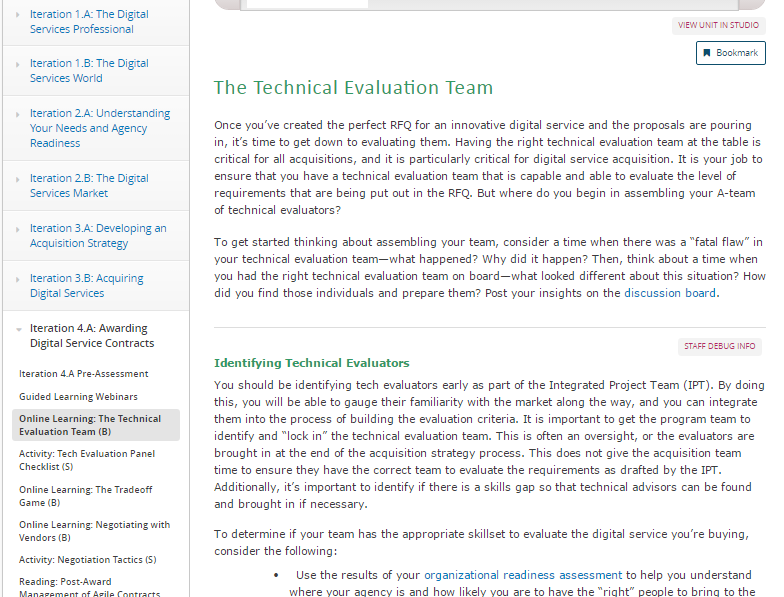 Iteration 1.A: The Digital
Services Professional
Iteration 1.B: The Digital
Services World
Iteration 2.A: Understanding
Your Needs and Agency
Readiness
Iteration 2.B: The Digital
Services Market
Iteration 3.A: Developing an
Acquisition Strategy
Iteration 3.B: Acquiring
Digital Services
Iteration 4.A: Awarding
Digital Service Contracts
Iteration 4.A Pre-Assessment
Guided Learning Webinars
Online Learning: The Technical
Evaluation Team (B)
Activity: Tech Evaluation Panel
Checklist (S)
Online Learning: The Tradeoff
Game (B)
Online Learning: Negotiating with
Vendors (B)
Activity: Negotiation Tactics (S)
Reading: Post-Award
Management of Agile Contracts
VIEW UNIT IN STUDIO
Bookmark
The Technical Evaluation Team
Once you’ve created the perfect RFQ for an innovative digital service and the proposals are pouring
in, it’s time to get down to evaluating them. Having the right technical evaluation team at the table is
critical for all acquisitions, and it is particularly critical for digital service acquisition. It is your job to
ensure that you have a technical evaluation team that is capable and able to evaluate the level of
requirements that are being put out in the RFQ. But where do you begin in assembling your A-team
of technical evaluators?
To get started thinking about assembling your team, consider a time when there was a “fatal flaw” in
your technical evaluation team—what happened? Why did it happen? Then, think about a time when
you had the right technical evaluation team on board—what looked different about this situation? How
did you find those individuals and prepare them? Post your insights on the discussion board.
STAFF DEBUG INFO
Identifying Technical Evaluators
You should be identifying tech evaluators early as part of the Integrated Project Team (IPT). By doing
this, you will be able to gauge their familiarity with the market along the way, and you can integrate
them into the process of building the evaluation criteria. It is important to get the program team to
identify and “lock in” the technical evaluation team. This is often an oversight, or the evaluators are
brought in at the end of the acquisition strategy process. This does not give the acquisition team
time to ensure they have the correct team to evaluate the requirements as drafted by the IPT.
Additionally, it’s important to identify if there is a skills gap so that technical advisors can be found
and brought in if necessary.
To determine if your team has the appropriate skillset to evaluate the digital service you’re buying,
consider the following:
• Use the results of your organizational readiness assessment to help you understand
where your agency is and how likely you are to have the “right” people to bring to the